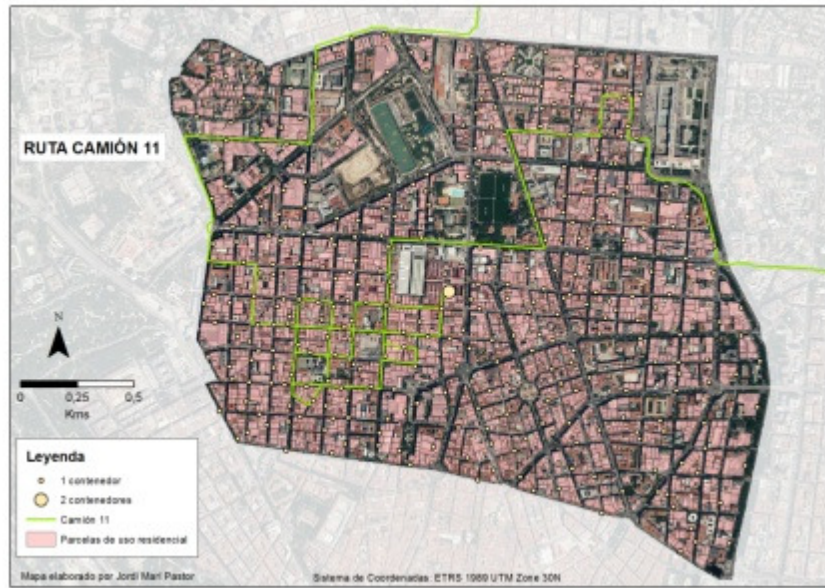 RUTA CAMIÓN 11
N
0 0,25 0,5
Kms
Leyenda
1 contenedor
2 contenedores
Camión 11
Parcelas de uso residencial
Mapa elaborado por Jordi Marí Pastor
Sistema de Coordenadas: ETRS 1989 UTM Zone 30N